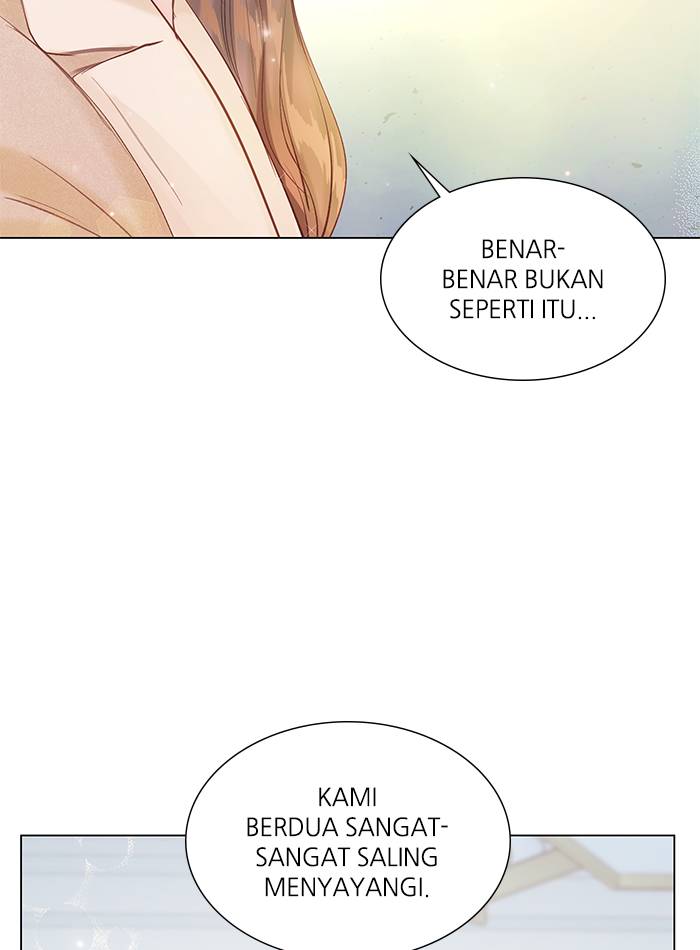 BENAR-
BENAR BUKAN
SEPERTI ITU...
KAMI
BERDUA SANGAT-
SANGAT SALING
MENYAYANGI.